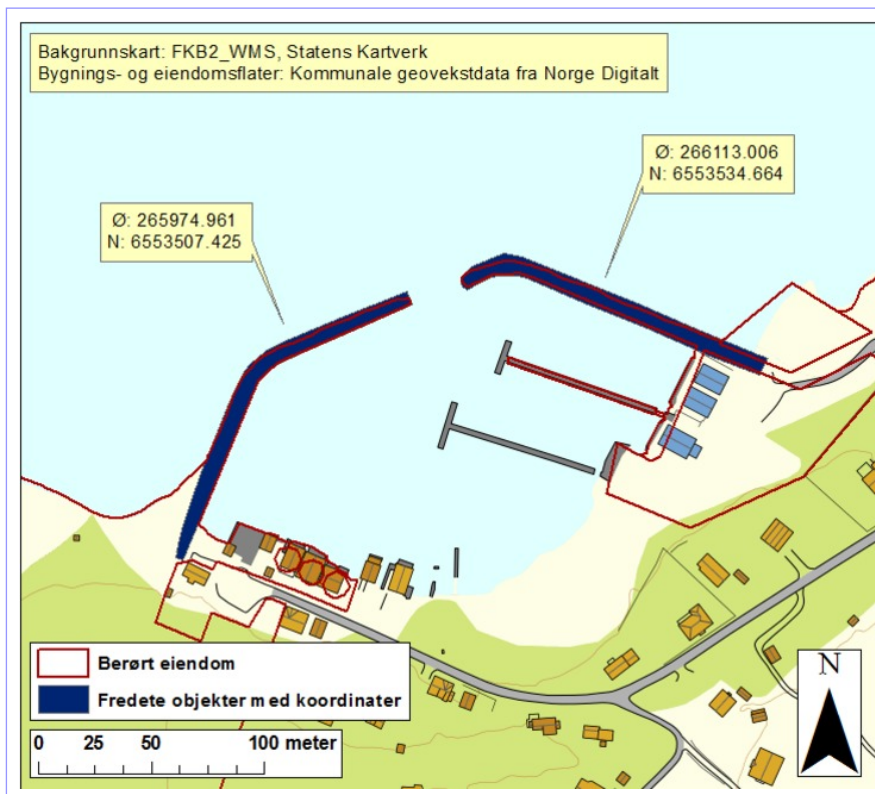 Bakgrunnskart: FKB2_WMS, Statens Kartverk
Bygnings- og eiendomsflater: Kommunale geovekstdata fra Norge Digitalt
Ø: 266113.006
N: 6553534.664
Ø: 265974.961
N: 6553507.425
Berørt eiendom
Fredete objekter med koordinater
0 25 50 100 meter
N